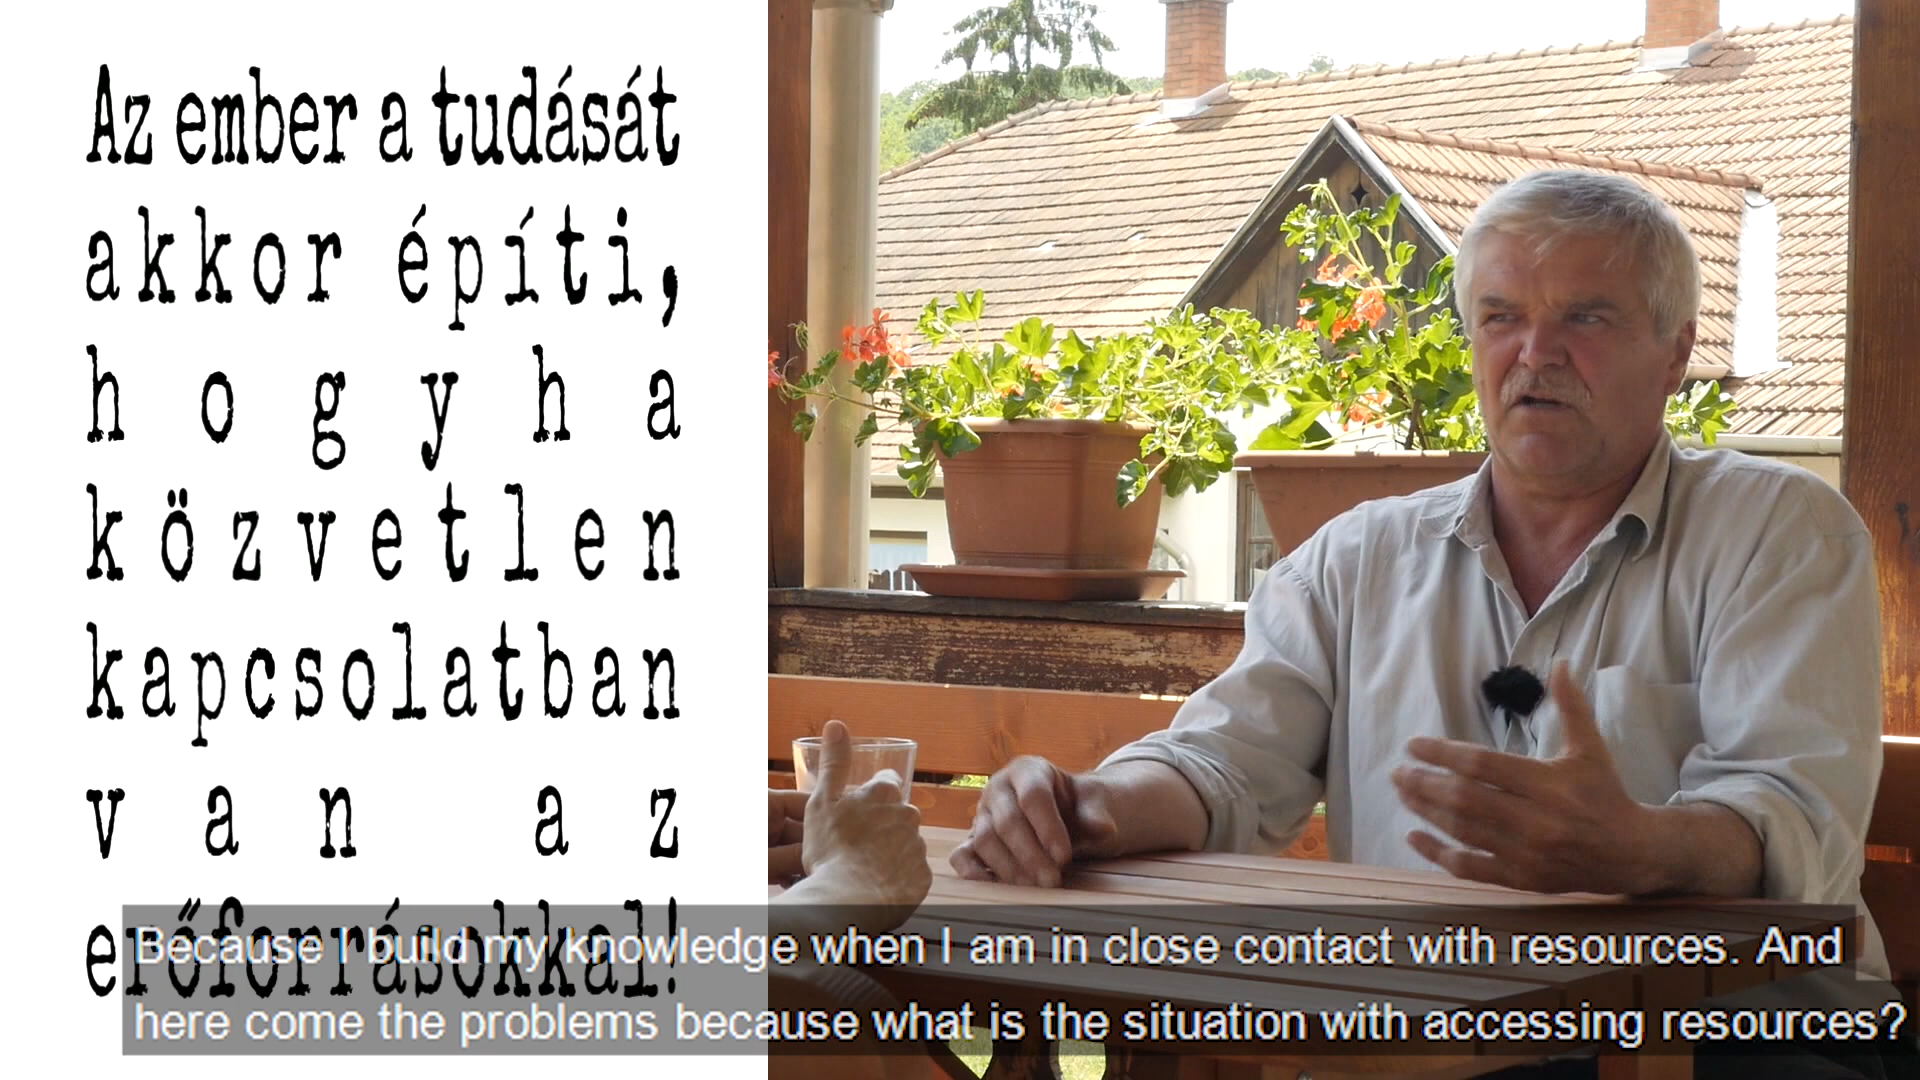 Az ember a tudását
akkor építi,
hogyha
közvetlen
kapcsolatban
van az
erőforrásokkal!
Because I build my knowledge when I am in close contact with resources. And
here come the problems because what is the situation with accessing resources?